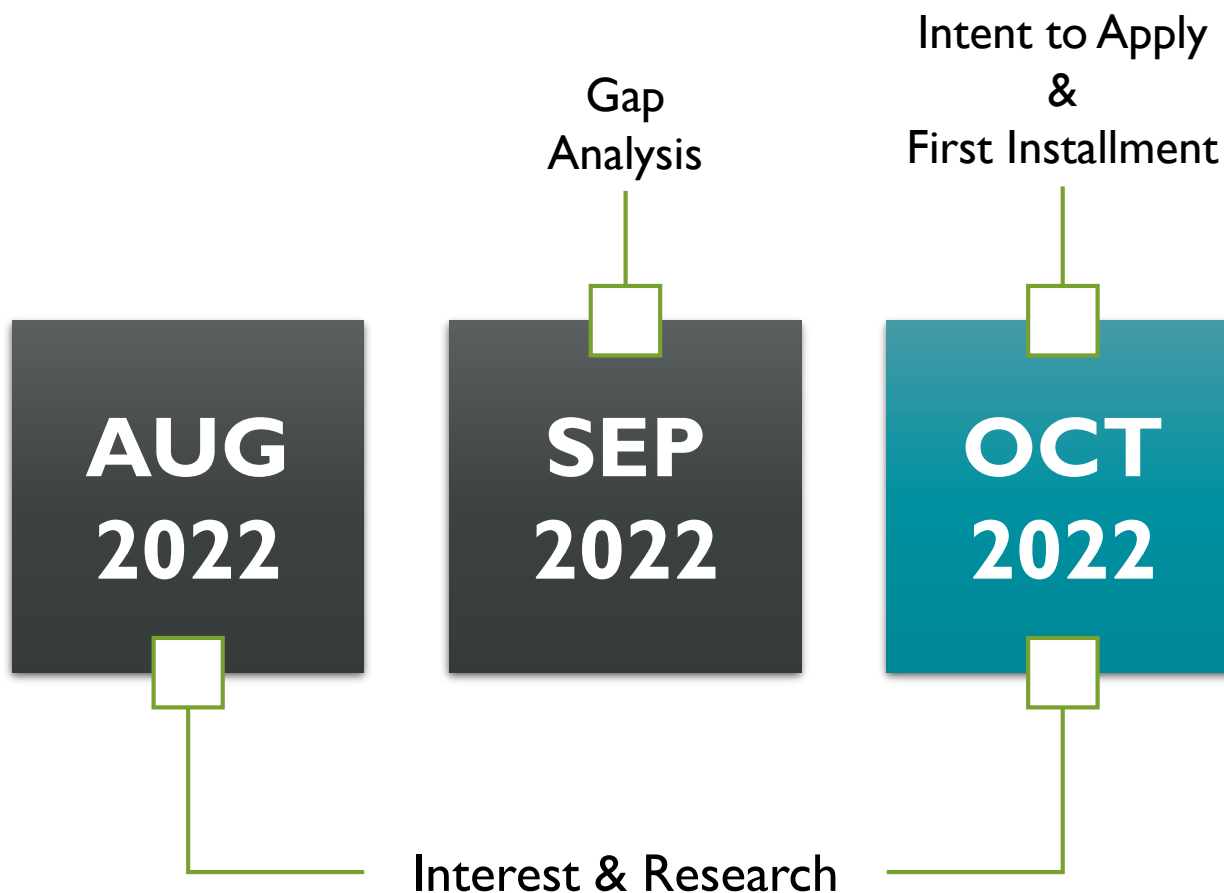 Gap
Analysis
Intent to Apply
&
First Installment
AUG
2022
SEP
2022
OCT
2022
Interest & Research